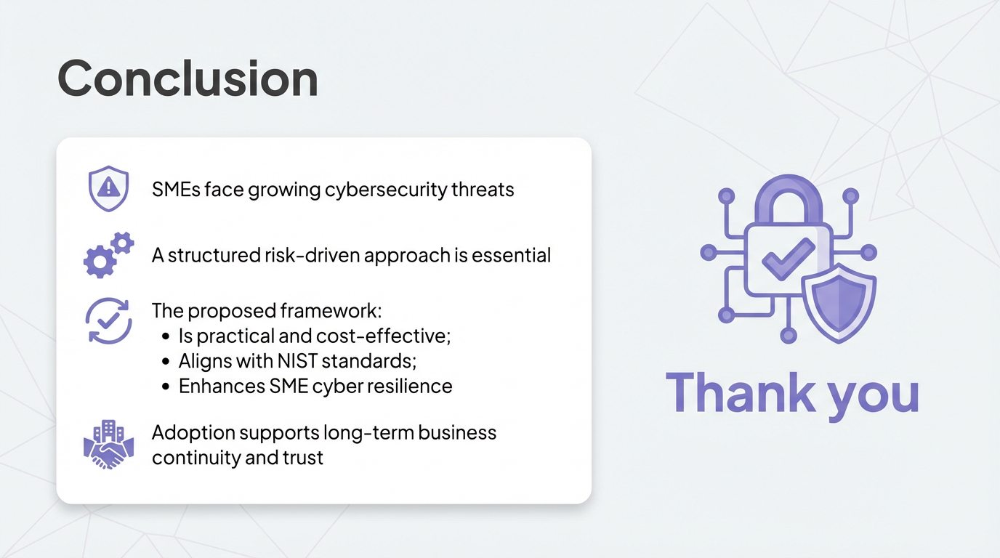 Conclusion
SMEs face growing cybersecurity threats
A structured risk-driven approach is essential
The proposed framework:
• Is practical and cost-effective;
• Aligns with NIST standards;
• Enhances SME cyber resilience
Adoption supports long-term business
continuity and trust
Thank you